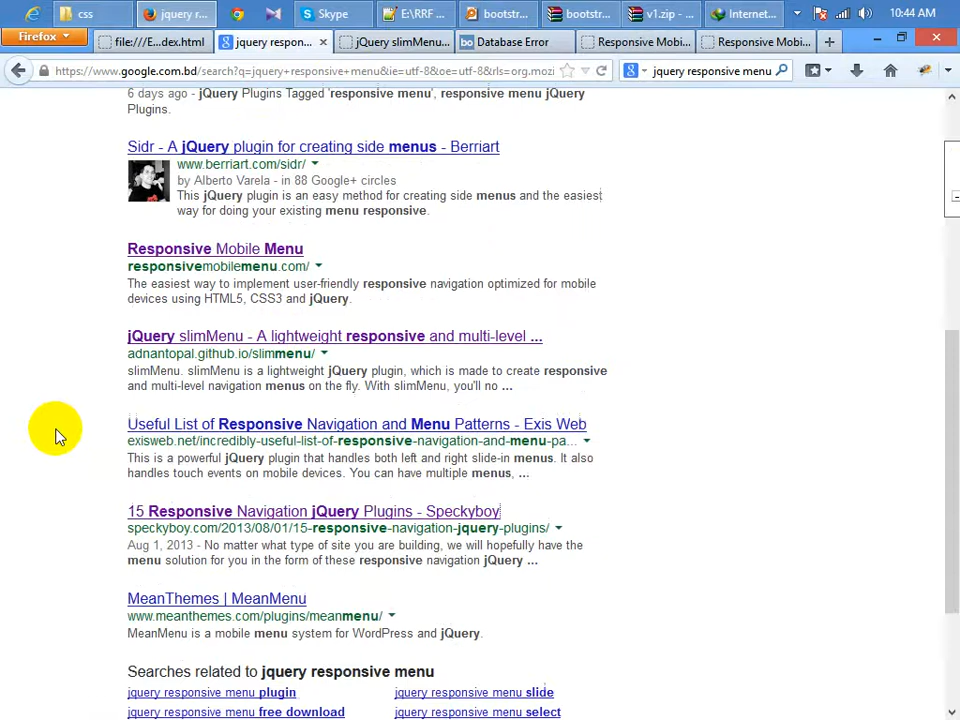 css
jquery r...
Skype
E:\RRF ...
bootstr...
bootstr...
v1.zip - ...
Internet...
10:44 AM
Firefox
file:///E...dex.html
jquery respon...
jQuery slimMenu...
Database Error
Responsive Mobi...
Responsive Mobi...
https://www.google.com.bd/search?q=jquery+responsive+menu&ie=utf-8&oe=utf-8&rls=org.mozi
jquery responsive menu
6 days ago - jQuery Plugins Tagged 'responsive menu', responsive menu jQuery
Plugins.
Sidr - A jQuery plugin for creating side menus - Berriart
www.berriart.com/sidr/
by Alberto Varela - in 88 Google+ circles
This jQuery plugin is an easy method for creating side menus and the easiest
way for doing your existing menu responsive.
Responsive Mobile Menu
responsivemobilemenu.com/
The easiest way to implement user-friendly responsive navigation optimized for mobile
devices using HTML5, CSS3 and jQuery.
jQuery slimMenu - A lightweight responsive and multi-level ...
adnantopal.github.io/slimmenu/
slimMenu. slimMenu is a lightweight jQuery plugin, which is made to create responsive
and multi-level navigation menus on the fly. With slimMenu, you'll no ...
Useful List of Responsive Navigation and Menu Patterns - Exis Web
exisweb.net/incredibly-useful-list-of-responsive-navigation-and-menu-pa...
This is a powerful jQuery plugin that handles both left and right slide-in menus. It also
handles touch events on mobile devices. You can have multiple menus, ...
15 Responsive Navigation jQuery Plugins - Speckyboy
speckyboy.com/2013/08/01/15-responsive-navigation-jquery-plugins/
Aug 1, 2013 - No matter what type of site you are building, we will hopefully have the
menu solution for you in the form of these responsive navigation jQuery ...
MeanThemes | MeanMenu
www.meanthemes.com/plugins/meanmenu/
MeanMenu is a mobile menu system for WordPress and jQuery.
Searches related to jquery responsive menu
jquery responsive menu plugin
jquery responsive menu slide
jquery responsive menu free download
jquery responsive menu select